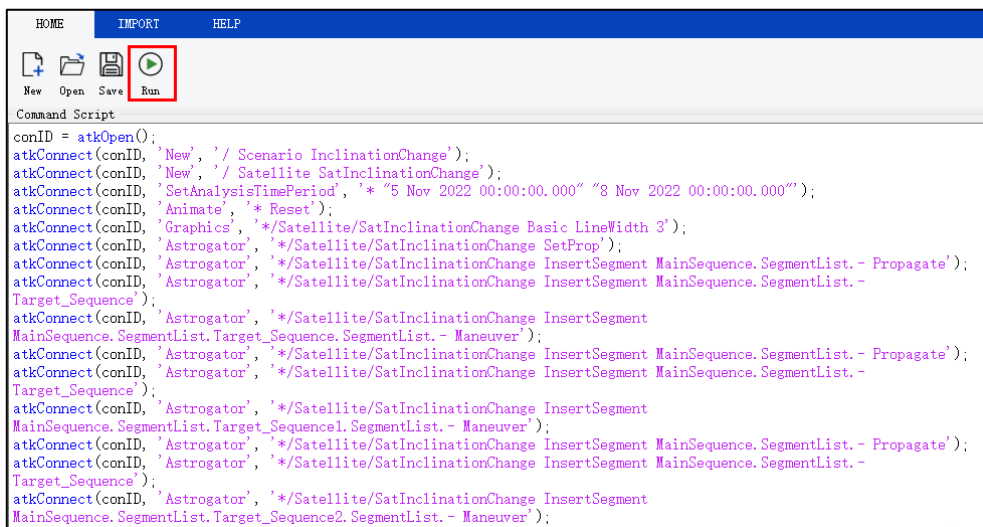 HOME IMPORT HELP
New Open Save Run
Command Script
conID = atkOpen();
atkConnect(conID, 'New', '/ Scenario InclinationChange');
atkConnect(conID, 'New', '/ Satellite SatInclinationChange');
atkConnect(conID, 'SetAnalysisTimePeriod', '* "5 Nov 2022 00:00:00.000" "8 Nov 2022 00:00:00.000"');
atkConnect(conID, 'Animate', '* Reset');
atkConnect(conID, 'Graphics', '*/Satellite/SatInclinationChange Basic LineWidth 3');
atkConnect(conID, 'Astrogator', '*/Satellite/SatInclinationChange SetProp');
atkConnect(conID, 'Astrogator', '*/Satellite/SatInclinationChange InsertSegment MainSequence.SegmentList.- Propagate');
atkConnect(conID, 'Astrogator', '*/Satellite/SatInclinationChange InsertSegment MainSequence.SegmentList.-
Target_Sequence');
atkConnect(conID, 'Astrogator', '*/Satellite/SatInclinationChange InsertSegment
MainSequence.SegmentList.Target_Sequence.SegmentList.- Maneuver');
atkConnect(conID, 'Astrogator', '*/Satellite/SatInclinationChange InsertSegment MainSequence.SegmentList.- Propagate');
atkConnect(conID, 'Astrogator', '*/Satellite/SatInclinationChange InsertSegment MainSequence.SegmentList.-
Target_Sequence');
atkConnect(conID, 'Astrogator', '*/Satellite/SatInclinationChange InsertSegment
MainSequence.SegmentList.Target_Sequence1.SegmentList.- Maneuver');
atkConnect(conID, 'Astrogator', '*/Satellite/SatInclinationChange InsertSegment MainSequence.SegmentList.- Propagate');
atkConnect(conID, 'Astrogator', '*/Satellite/SatInclinationChange InsertSegment MainSequence.SegmentList.-
Target_Sequence');
atkConnect(conID, 'Astrogator', '*/Satellite/SatInclinationChange InsertSegment
MainSequence.SegmentList.Target_Sequence2.SegmentList.- Maneuver');